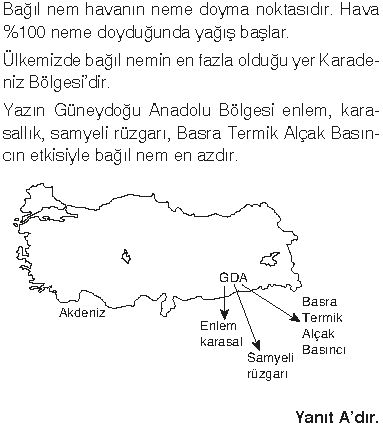 Bağıl nem havanın neme doyma noktasıdır. Hava
%100 neme doyduğunda yağış başlar.
Ülkemizde bağıl nemin en fazla olduğu yer Karade-
niz Bölgesi'dir.
Yazın Güneydoğu Anadolu Bölgesi enlem, kara-
sallık, samyeli rüzgarı, Basra Termik Alçak Basın-
cın etkisiyle bağıl nem en azdır.
GDA
Akdeniz
Enlem
karasal
Samyeli
rüzgarı
Basra
Termik
Alçak
Basıncı
Yanıt A'dır.